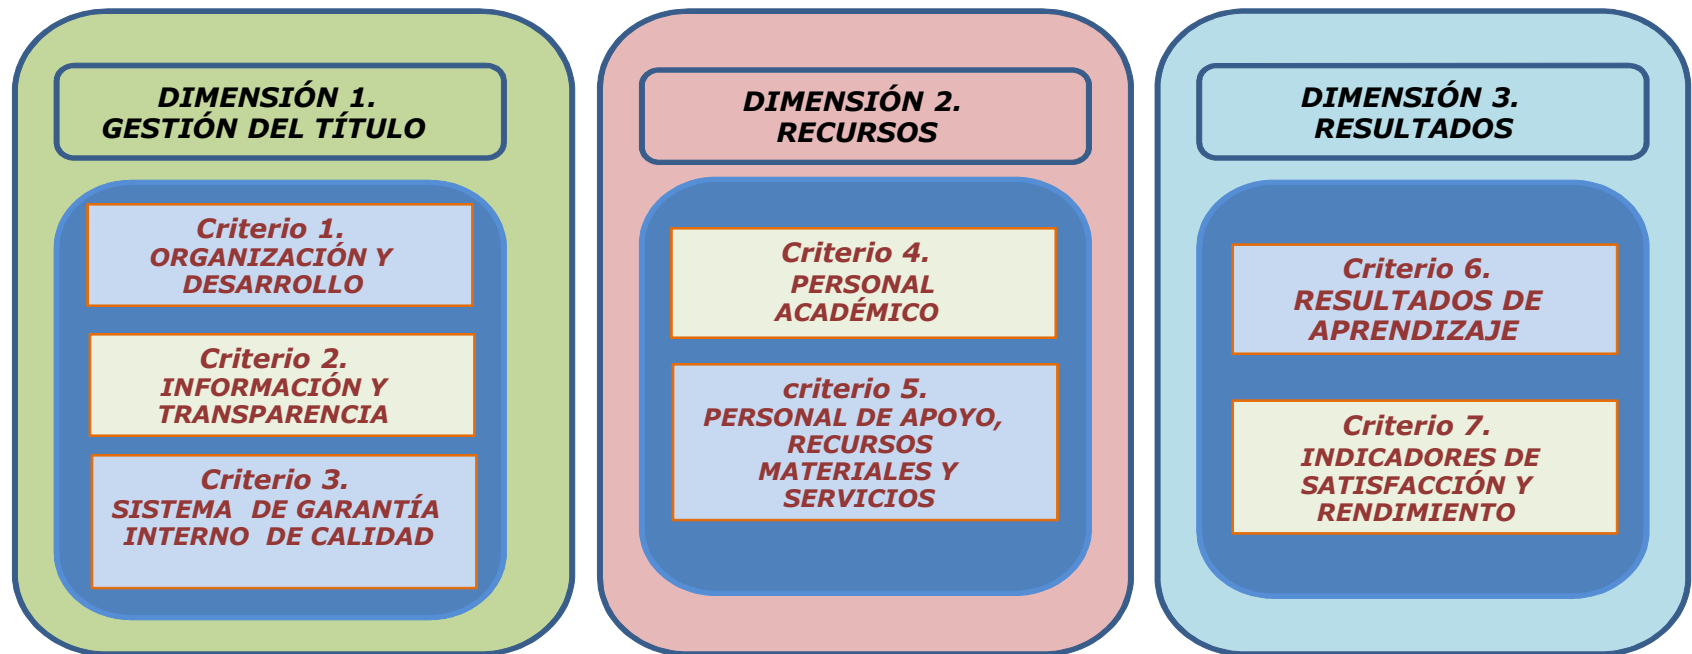 DIMENSIÓN 1.
GESTIÓN DEL TÍTULO
Criterio 1.
ORGANIZACIÓN Y
DESARROLLO
Criterio 2.
INFORMACIÓN Y
TRANSPARENCIA
Criterio 3.
SISTEMA DE GARANTÍA
INTERNO DE CALIDAD
DIMENSIÓN 2.
RECURSOS
Criterio 4.
PERSONAL
ACADÉMICO
criterio 5.
PERSONAL DE APOYO,
RECURSOS
MATERIALES Y
SERVICIOS
DIMENSIÓN 3.
RESULTADOS
Criterio 6.
RESULTADOS DE
APRENDIZAJE
Criterio 7.
INDICADORES DE
SATISFACCIÓN Y
RENDIMIENTO